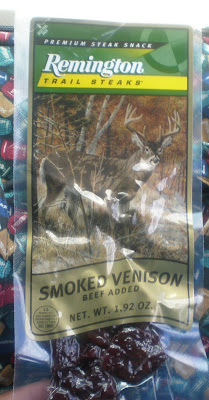 PREMIUM STEAK SNACK
Remington
TRAIL STEAKS
SMOKED VENISON
BEEF ADDED
NET. WT. 1.92 OZ.